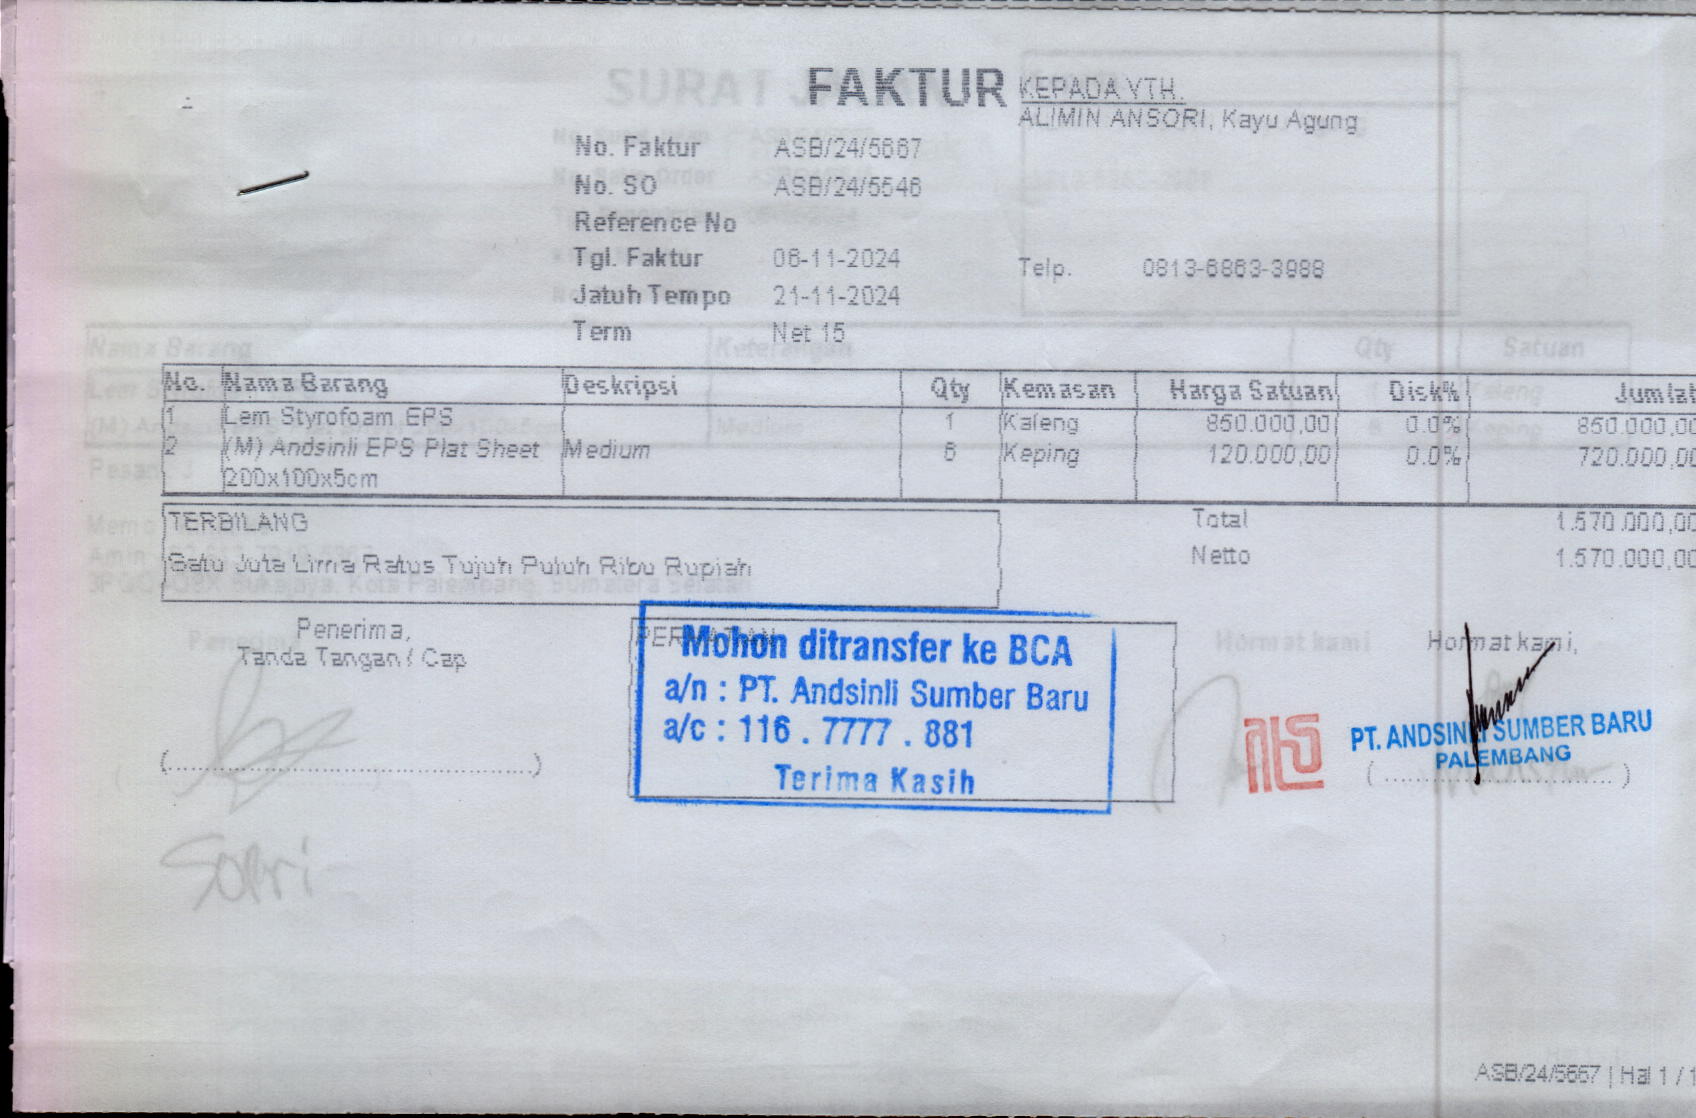 FAKTUR
KEPADA YTH.
ALIMIN ANSORI, Kayu Agung
No. Faktur ASB/24/5667
No. SO ASB/24/5546
Reference No
Tgl. Faktur 06-11-2024
Telp. 0813-6863-3988
Jatuh Tempo 21-11-2024
Term Net 15
No. Nama Barang Deskripsi Qty Kemasan Harga Satuan Disk% Jumlah
1 Lem Styrofoam EPS 1 Kaleng 850.000,00 0.0% 850.000,00
2 (M) Andsinli EPS Plat Sheet Medium 6 Keping 120.000,00 0.0% 720.000,00
200x100x5cm
TERBILANG
Satu Juta Lima Ratus Tujuh Puluh Ribu Rupiah
Total 1.570.000,00
Netto 1.570.000,00
Penerima,
Tanda Tangan / Cap
Mohon ditransfer ke BCA
a/n : PT. Andsinli Sumber Baru
a/c : 116 . 7777 . 881
Terima Kasih
Hormat kami,
PT. ANDSINLI SUMBER BARU
PALEMBANG
Sopri
ASB/24/5667 | Hal 1 / 1